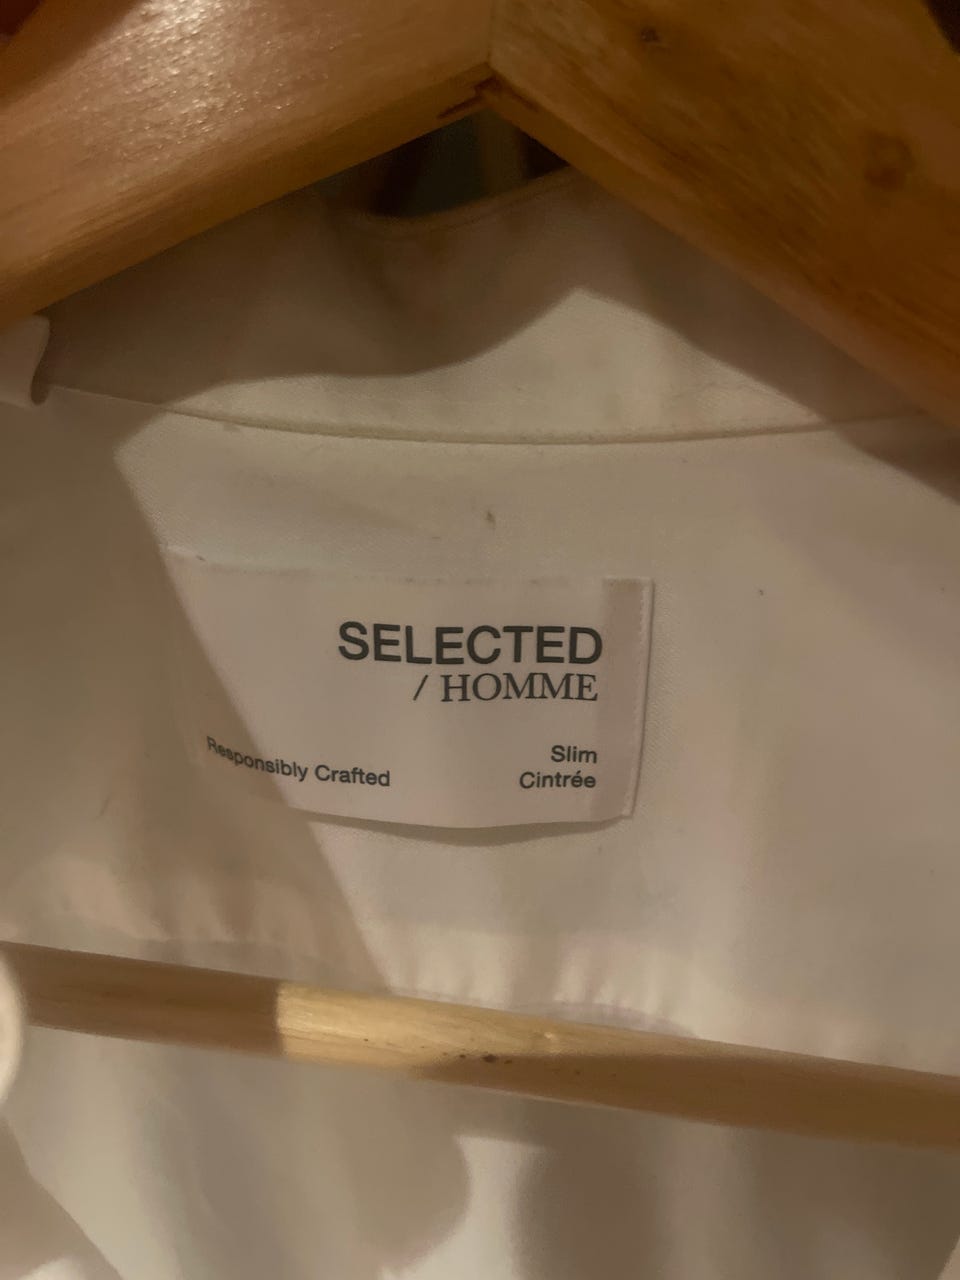 SELECTED
/ HOMME
Responsibly Crafted
Slim
Cintrée